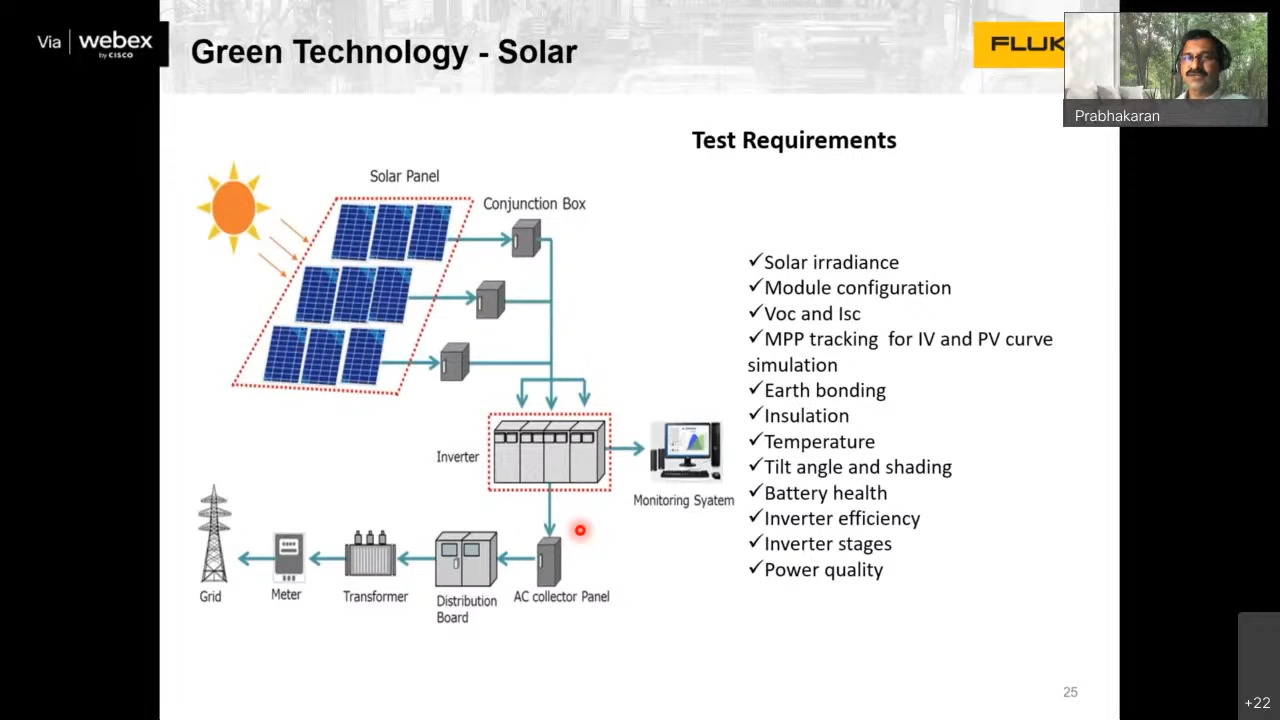 Via | webex
by CISCO
Green Technology - Solar
FLUK
Prabhakaran
Test Requirements
Solar Panel
Conjunction Box
Inverter
Monitoring System
Grid
Meter
Transformer
Distribution
Board
AC collector Panel
✓Solar irradiance
✓Module configuration
✓Voc and Isc
✓MPP tracking  for IV and PV curve
simulation
✓Earth bonding
✓Insulation
✓Temperature
✓Tilt angle and shading
✓Battery health
✓Inverter efficiency
✓Inverter stages
✓Power quality
25
+22